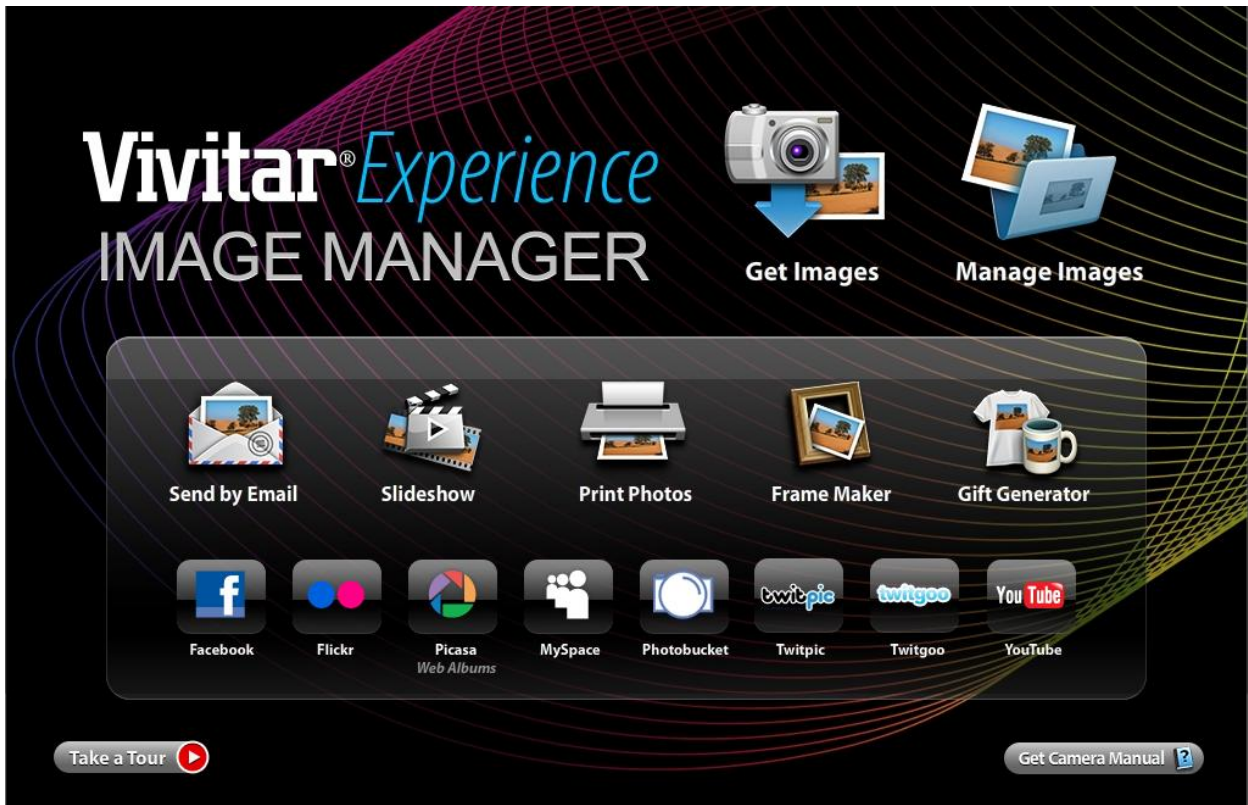 Vivitar® Experience
IMAGE MANAGER
Get Images
Manage Images
Send by Email
Slideshow
Print Photos
Frame Maker
Gift Generator
f
twitpic
twitgoo
You Tube
Facebook
Flickr
Picasa
Web Albums
MySpace
Photobucket
Twitpic
Twitgoo
YouTube
Take a Tour
Get Camera Manual ?